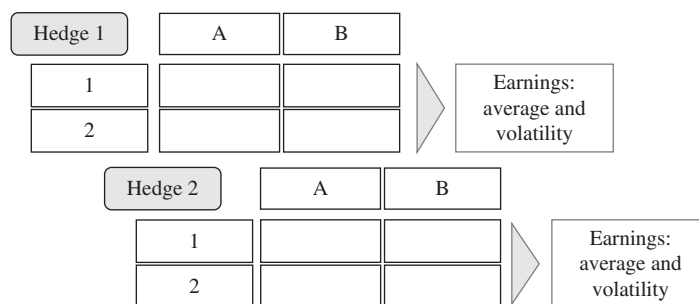 Hedge 1 A B
1
2
Earnings:
average and
volatility
Hedge 2 A B
1
2
Earnings:
average and
volatility